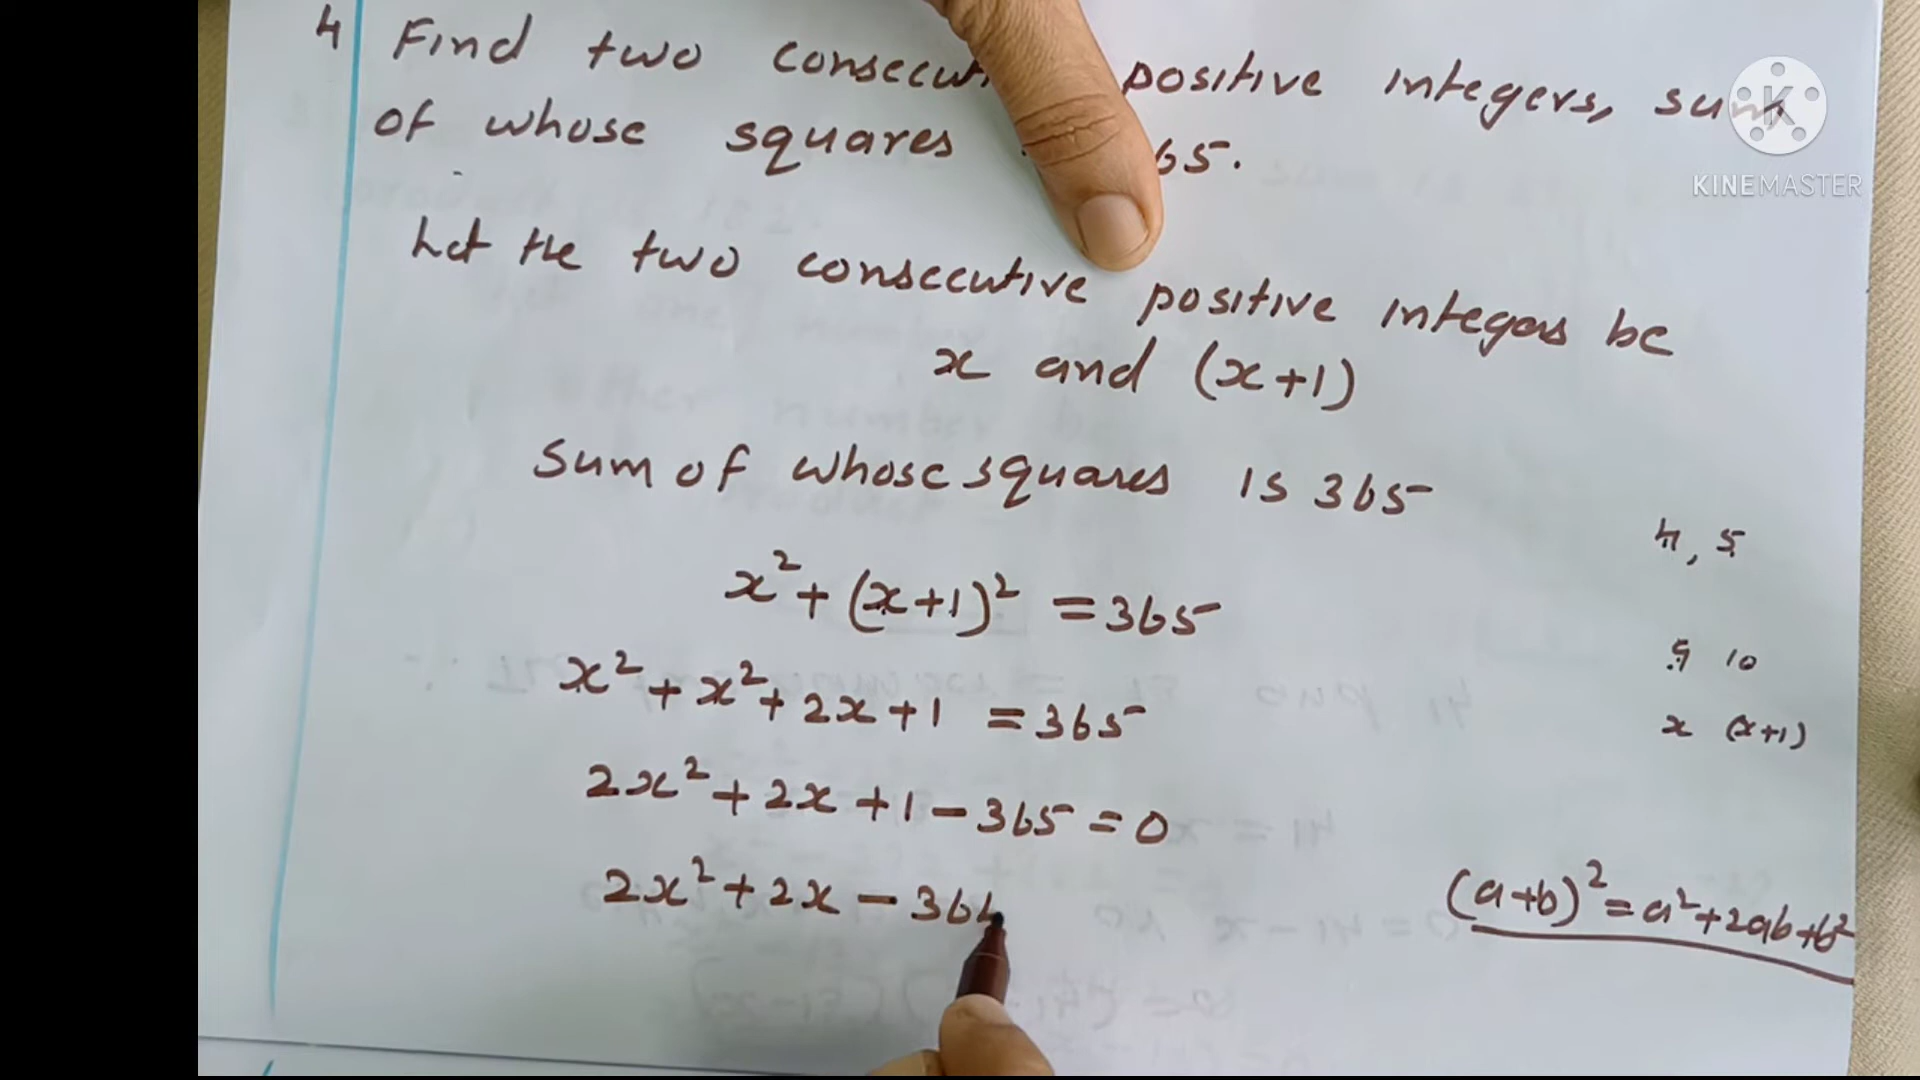 4 Find two consecuti positive integers, sum
of whose squares 65.
Let the two consecutive positive integers be
x and (x+1)
Sum of whose squares is 365
x² + (x+1)² = 365
x² + x² + 2x + 1 = 365
2x² + 2x + 1 - 365 = 0
2x² + 2x - 364
4, 5
9 10
x (x+1)
(a+b)² = a² + 2ab + b²
K
KINEMASTER